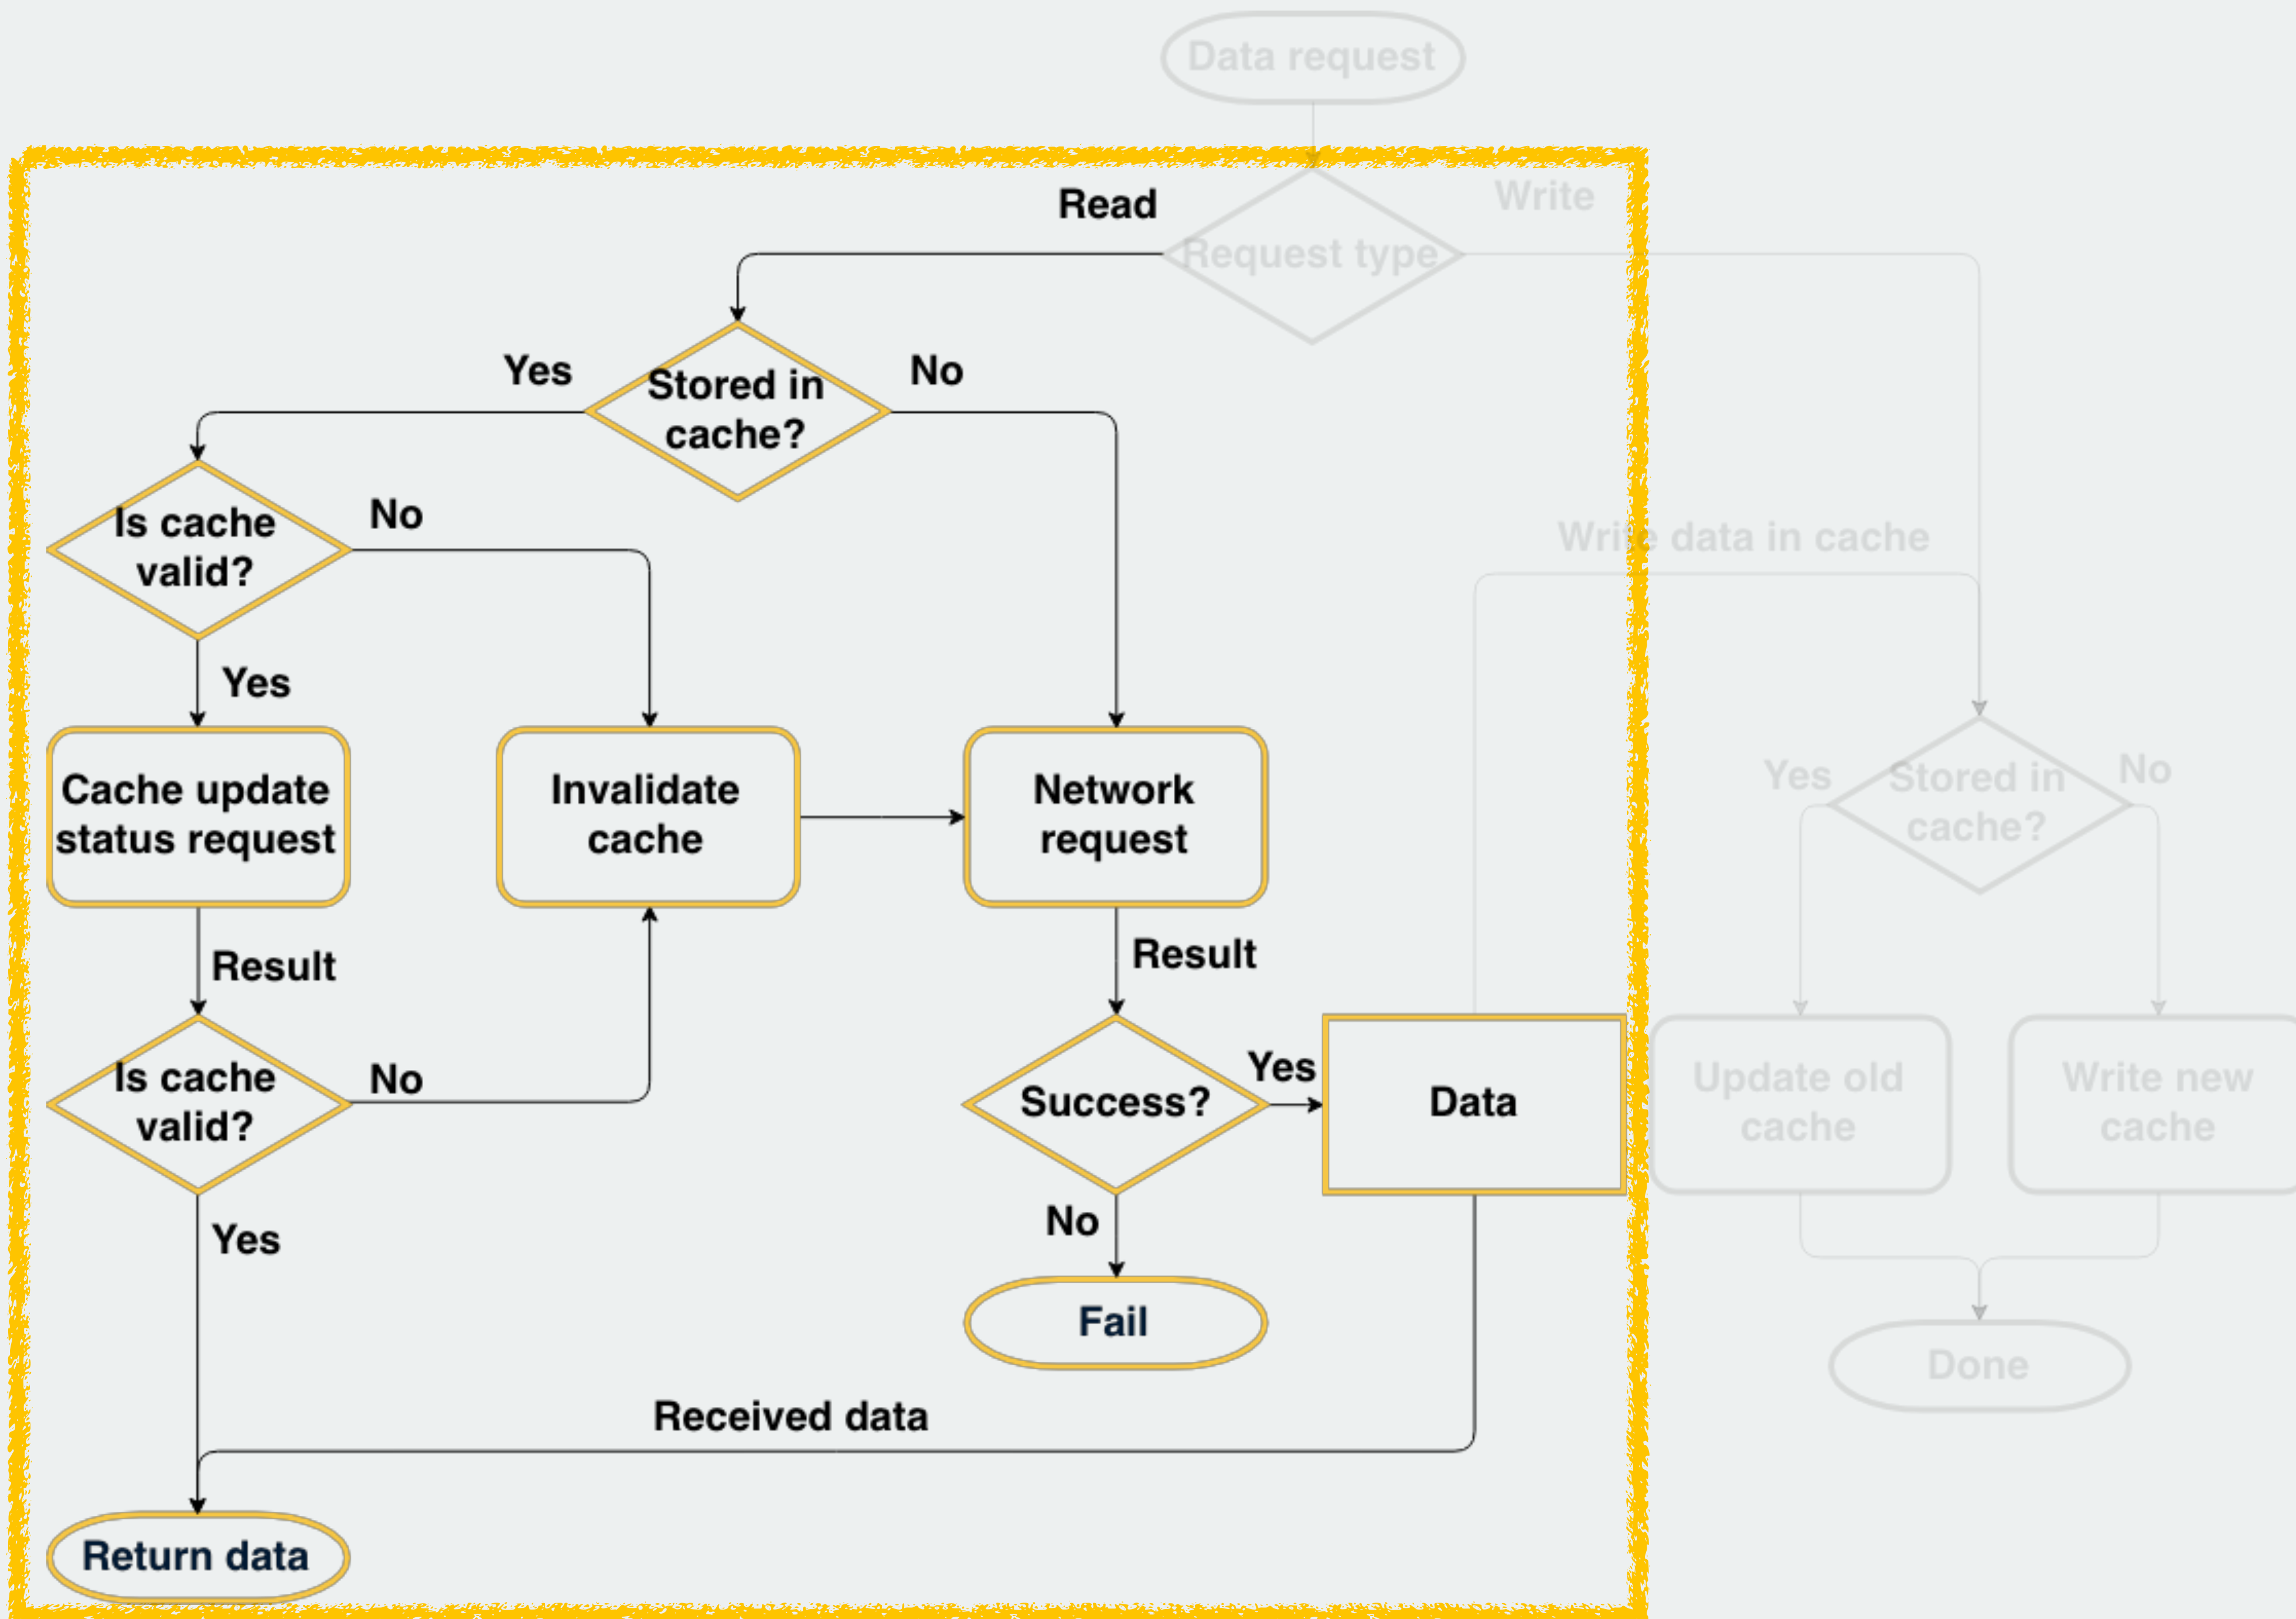 Data request
Read
Write
Request type
Yes
Stored in
cache?
No
Is cache
valid?
No
Write data in cache
Yes
Cache update
status request
Invalidate
cache
Network
request
Yes
Stored in
cache?
No
Result
Result
Is cache
valid?
No
Success?
Yes
Data
Update old
cache
Write new
cache
Yes
No
Fail
Done
Received data
Return data